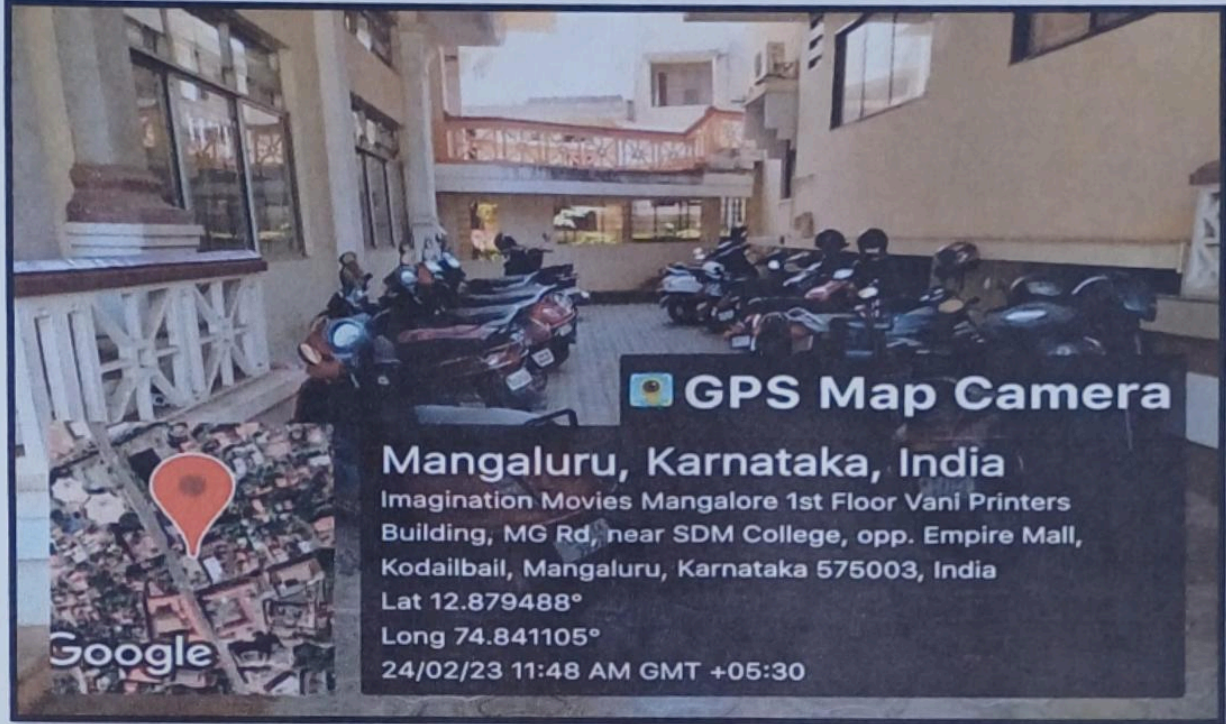 GPS Map Camera
Mangaluru, Karnataka, India
Imagination Movies Mangalore 1st Floor Vani Printers
Building, MG Rd, near SDM College, opp. Empire Mall,
Kodailbail, Mangaluru, Karnataka 575003, India
Lat 12.879488°
Long 74.841105°
24/02/23 11:48 AM GMT +05:30
Google